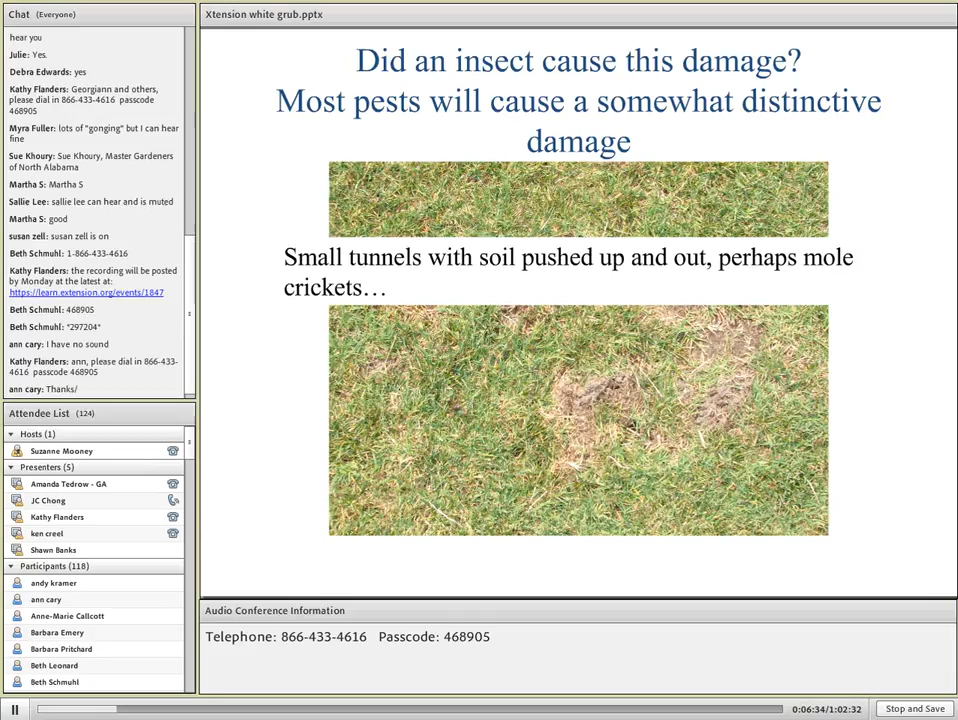 Chat (Everyone)
hear you
Julie: Yes.
Debra Edwards: yes
Kathy Flanders: Georgiann and others,
please dial in 866-433-4616 passcode
468905
Myra Fuller: lots of "gonging" but I can hear
fine
Sue Khoury: Sue Khoury, Master Gardeners
of North Alabama
Martha S: Martha S
Sallie Lee: sallie lee can hear and is muted
Martha S: good
susan zell: susan zell is on
Beth Schmuhl: 1-866-433-4616
Kathy Flanders: the recording will be posted
by Monday at the latest at:
https://learn.extension.org/events/1847
Beth Schmuhl: 468905
Beth Schmuhl: *297204*
ann cary: I have no sound
Kathy Flanders: ann, please dial in 866-433-
4616 passcode 468905
ann cary: Thanks/
Attendee List (124)
Hosts (1)
Suzanne Mooney
Presenters (5)
Amanda Tedrow - GA
JC Chong
Kathy Flanders
ken creel
Shawn Banks
Participants (118)
andy kramer
ann cary
Anne-Marie Callcott
Barbara Emery
Barbara Pritchard
Beth Leonard
Beth Schmuhl
Xtension white grub.pptx
Did an insect cause this damage?
Most pests will cause a somewhat distinctive
damage
Small tunnels with soil pushed up and out, perhaps mole
crickets…
Audio Conference Information
Telephone: 866-433-4616 Passcode: 468905
0:06:34/1:02:32
Stop and Save